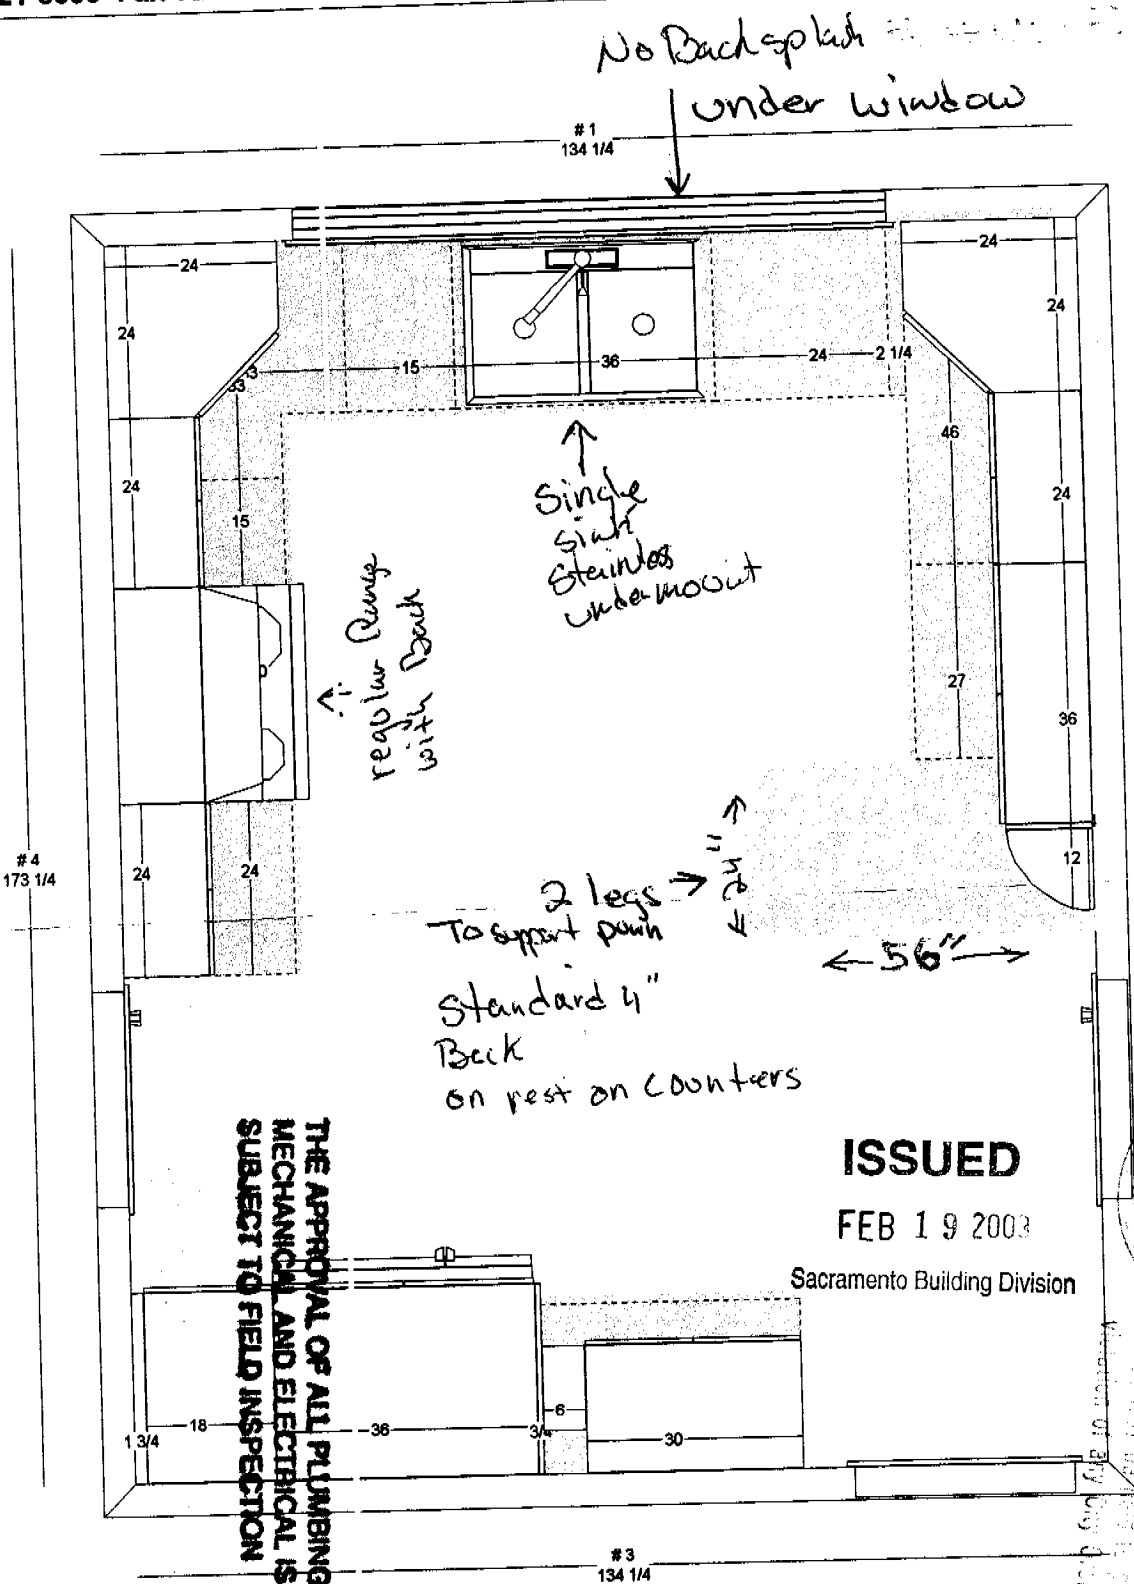 No Backsplash
under window
# 1
134 1/4
24
24
24
24
33
33
15
36
24
2 1/4
46
24
24
15
Single
sink
Stainless
undermount
regular Range
with Back
27
36
# 4
173 1/4
24
24
12
2 legs
24"
To support
56"
Standard 4"
Back
on rest on Counters
THE APPROVAL OF ALL PLUMBING
MECHANICAL AND ELECTRICAL IS
SUBJECT TO FIELD INSPECTION
ISSUED
FEB 19 2003
Sacramento Building Division
1 3/4
18
36
3/4
6
30
# 3
134 1/4